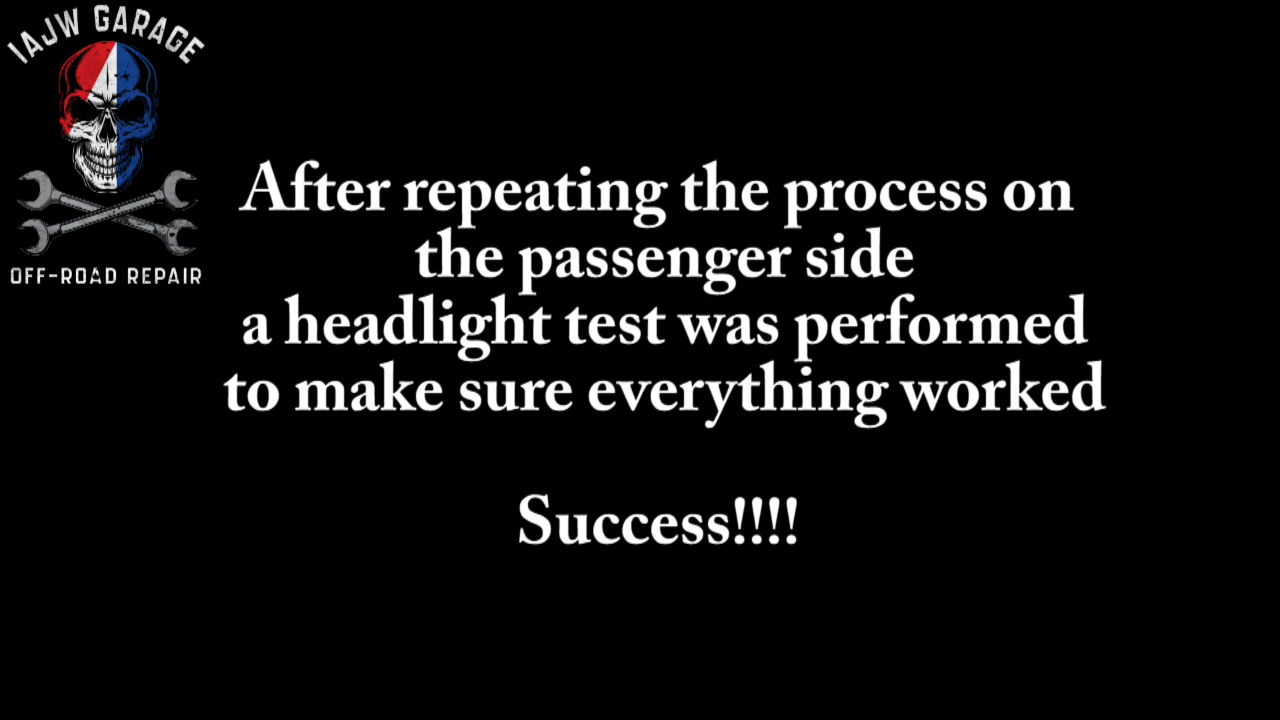 IAJW GARAGE
OFF-ROAD REPAIR
After repeating the process on
the passenger side
a headlight test was performed
to make sure everything worked
Success!!!!